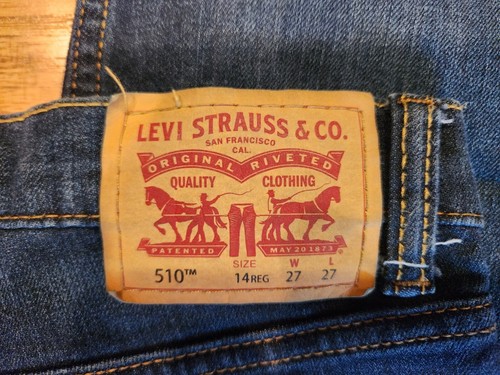 LEVI STRAUSS & CO.
SAN FRANCISCO
CAL.
ORIGINAL RIVETED
QUALITY CLOTHING
PATENTED MAY 20 1873
SIZE W L
510™ 14REG 27 27